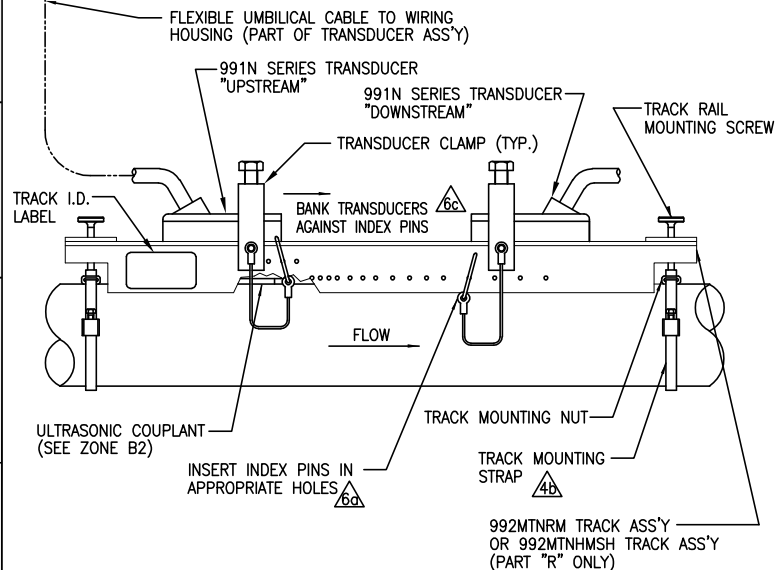 FLEXIBLE UMBILICAL CABLE TO WIRING
HOUSING (PART OF TRANSDUCER ASS'Y)
991N SERIES TRANSDUCER
"UPSTREAM"
991N SERIES TRANSDUCER
"DOWNSTREAM"
TRACK RAIL
MOUNTING SCREW
TRANSDUCER CLAMP (TYP.)
TRACK I.D.
LABEL
BANK TRANSDUCERS
AGAINST INDEX PINS
6c
FLOW
ULTRASONIC COUPLANT
(SEE ZONE B2)
TRACK MOUNTING NUT
INSERT INDEX PINS IN
APPROPRIATE HOLES
6a
TRACK MOUNTING
STRAP
4b
992MTNRM TRACK ASS'Y
OR 992MTNHMSH TRACK ASS'Y
(PART "R" ONLY)